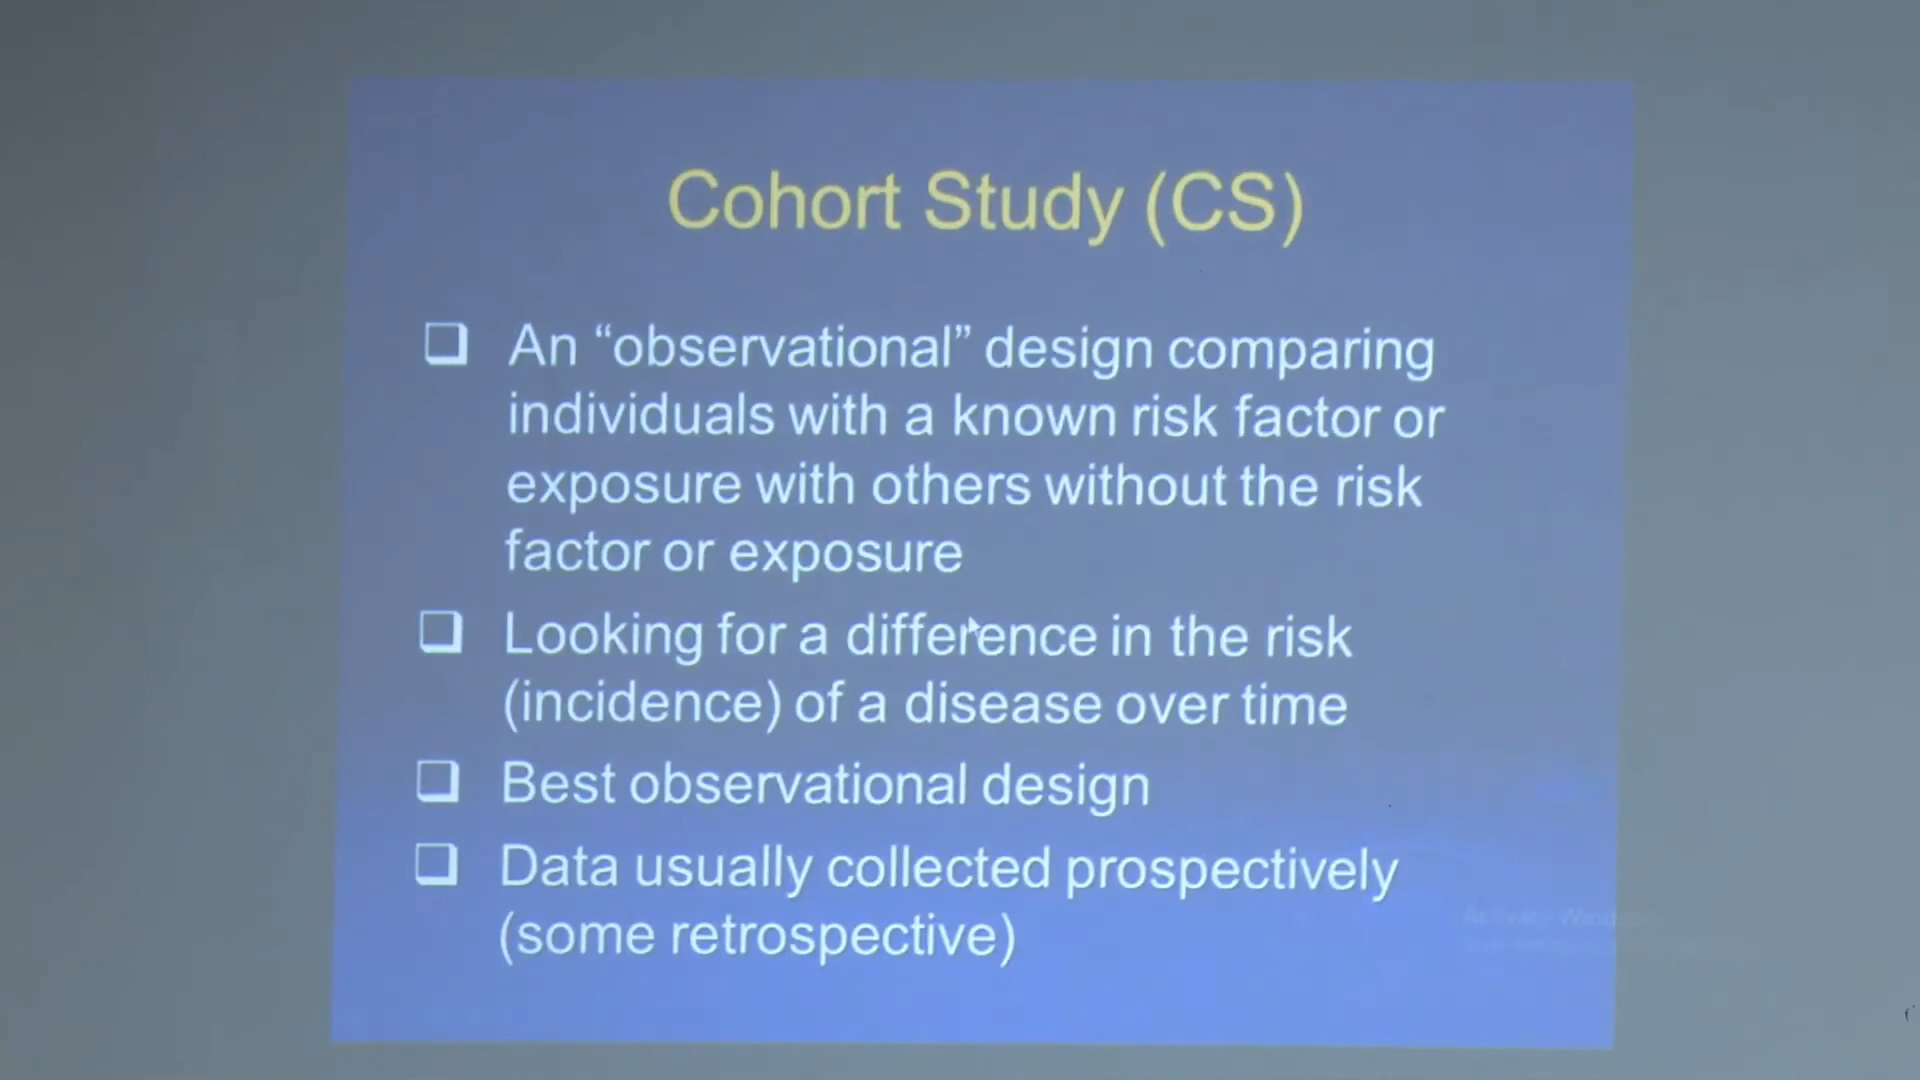 Cohort Study (CS)
An “observational” design comparing
individuals with a known risk factor or
exposure with others without the risk
factor or exposure
Looking for a difference in the risk
(incidence) of a disease over time
Best observational design
Data usually collected prospectively
(some retrospective)